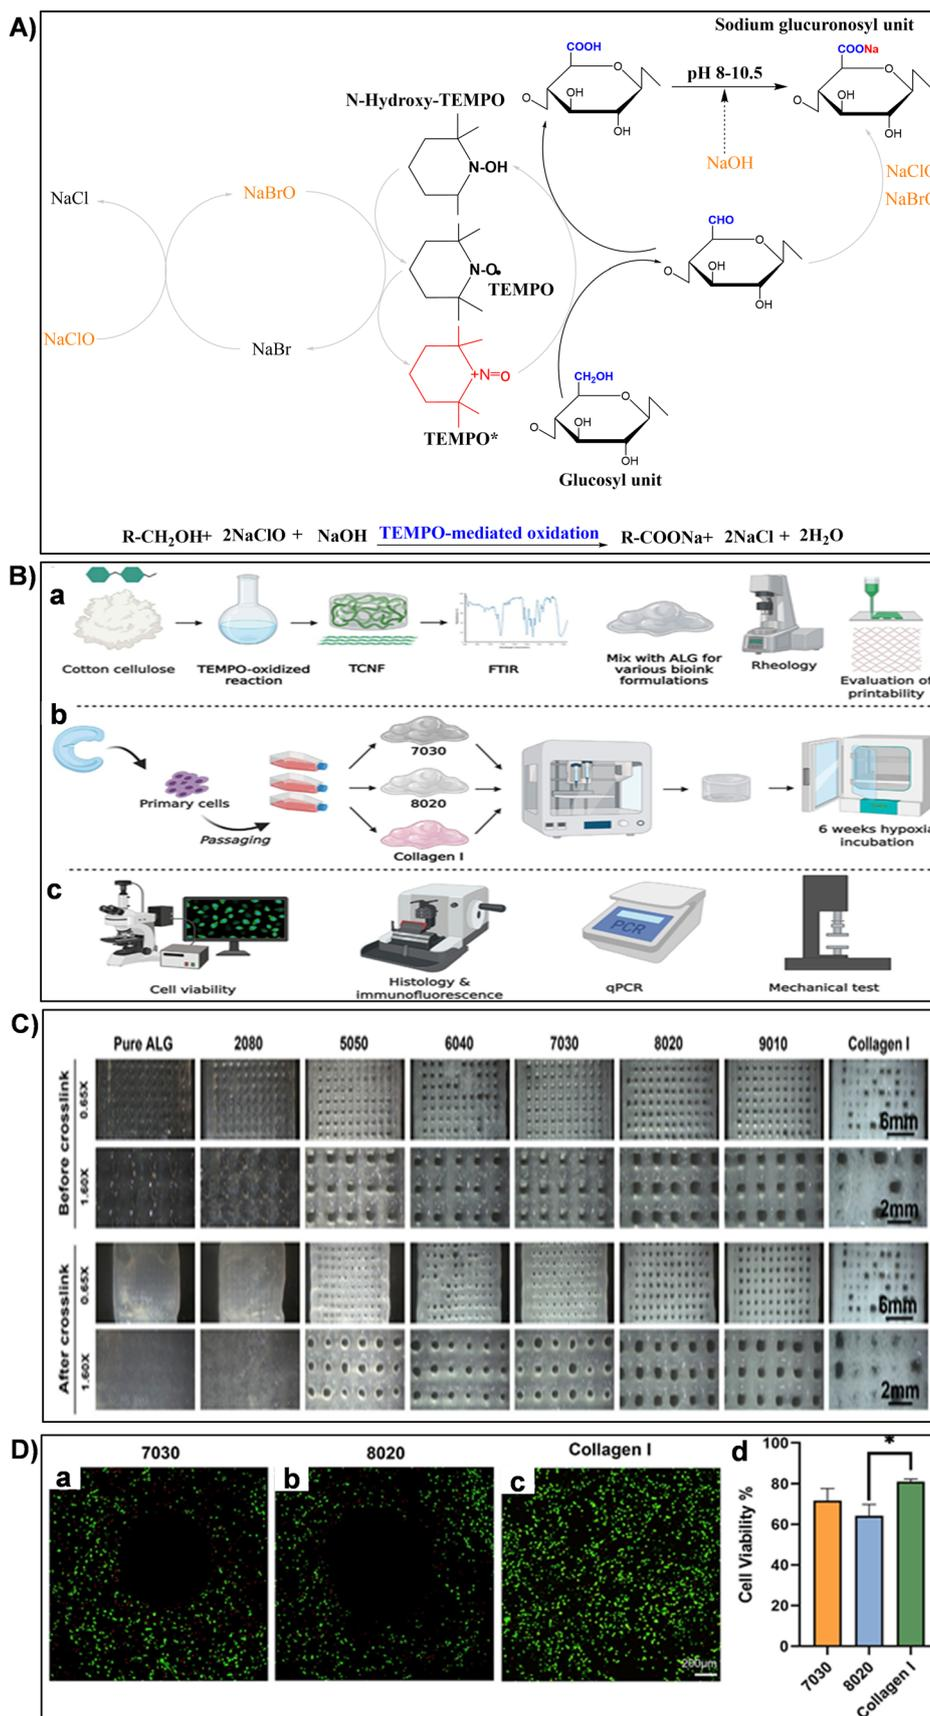 A)
Sodium glucuronosyl unit
COOH
COONa
O
pH 8-10.5
O
N-Hydroxy-TEMPO
O
OH
O
OH
OH
OH
N-OH
NaOH
NaClO
NaCl
NaBrO
NaBrO
CHO
O
N-O•
O
OH
TEMPO
OH
NaClO
NaBr
+N=O
CH2OH
O
O
OH
TEMPO*
OH
Glucosyl unit
R-CH2OH+ 2NaClO + NaOH TEMPO-mediated oxidation R-COONa+ 2NaCl + 2H2O
B)
a
Cotton cellulose
TEMPO-oxidized
reaction
TCNF
FTIR
Mix with ALG for
various bioink
formulations
Rheology
Evaluation of
printability
b
7030
Primary cells
8020
Passaging
Collagen I
6 weeks hypoxia
incubation
c
PCR
Cell viability
Histology &
immunofluorescence
qPCR
Mechanical test
C)
Pure ALG 2080 5050 6040 7030 8020 9010 Collagen I
Before crosslink
0.65X
6mm
1.60X
2mm
After crosslink
0.65X
6mm
1.60X
2mm
D)
7030
8020
Collagen I
a
b
c
200μm
d
*
Cell Viability %
100
80
60
40
20
0
7030
8020
Collagen I